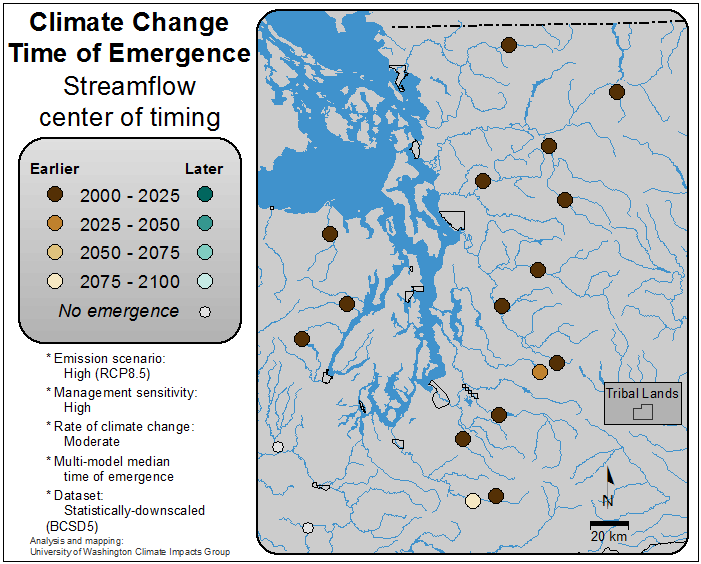 Climate Change
Time of Emergence
Streamflow
center of timing
Earlier Later
2000 - 2025
2025 - 2050
2050 - 2075
2075 - 2100
No emergence
* Emission scenario:
High (RCP8.5)
* Management sensitivity:
High
* Rate of climate change:
Moderate
* Multi-model median
time of emergence
* Dataset:
Statistically-downscaled
(BCSD5)
Analysis and mapping:
University of Washington Climate Impacts Group
Tribal Lands
N
20 km